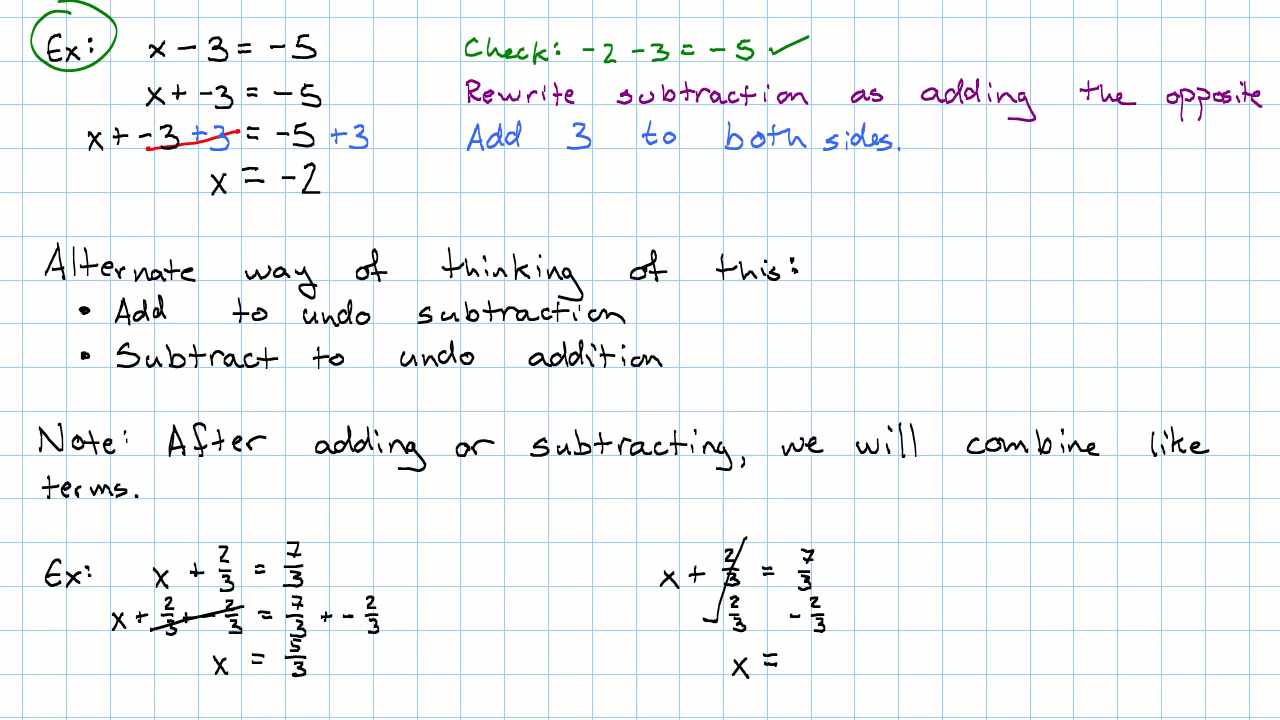 Ex: x - 3 = -5 Check: -2 -3 = -5 ✓
x + -3 = -5 Rewrite subtraction as adding the opposite
x + -3 +3 = -5 +3 Add 3 to both sides.
x = -2
Alternate way of thinking of this:
• Add to undo subtraction
• Subtract to undo addition
Note: After adding or subtracting, we will combine like
terms.
Ex: x + 2/3 = 7/3 x + 2/3 = 7/3
x + 2/3 + - 2/3 = 7/3 + - 2/3 - 2/3 - 2/3
x = 5/3 x =